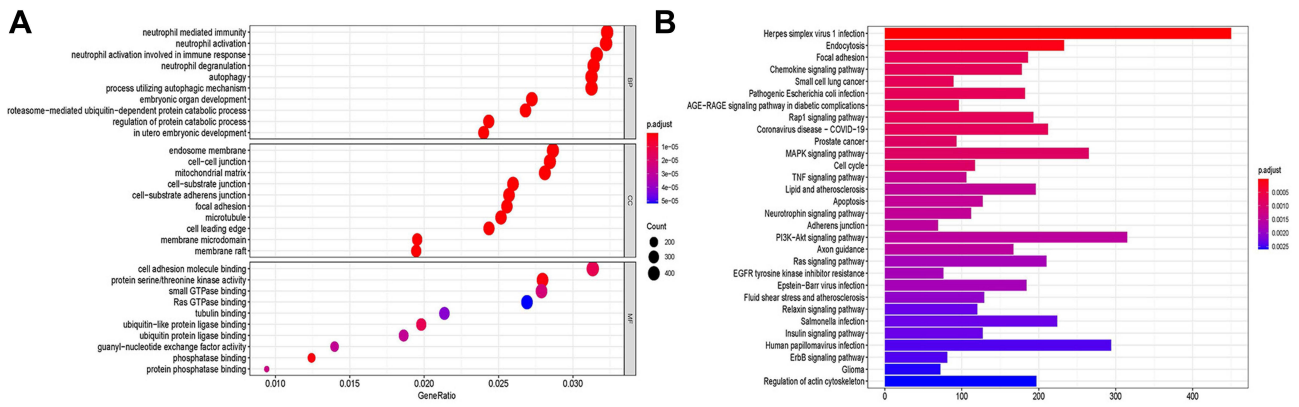 A
neutrophil mediated immunity
neutrophil activation
neutrophil activation involved in immune response
neutrophil degranulation
autophagy
process utilizing autophagic mechanism
embryonic organ development
roteasome-mediated ubiquitin-dependent protein catabolic process
regulation of protein catabolic process
in utero embryonic development
BP
endosome membrane
cell-cell junction
mitochondrial matrix
cell-substrate junction
cell-substrate adherens junction
focal adhesion
microtubule
cell leading edge
membrane microdomain
membrane raft
CC
cell adhesion molecule binding
protein serine/threonine kinase activity
small GTPase binding
Ras GTPase binding
tubulin binding
ubiquitin-like protein ligase binding
ubiquitin protein ligase binding
guanyl-nucleotide exchange factor activity
phosphatase binding
protein phosphatase binding
MF
0.010 0.015 0.020 0.025 0.030
GeneRatio
p.adjust
1e-05
2e-05
3e-05
4e-05
5e-05
Count
200
300
400
B
Herpes simplex virus 1 infection
Endocytosis
Focal adhesion
Chemokine signaling pathway
Small cell lung cancer
Pathogenic Escherichia coli infection
AGE-RAGE signaling pathway in diabetic complications
Rap1 signaling pathway
Coronavirus disease - COVID-19
Prostate cancer
MAPK signaling pathway
Cell cycle
TNF signaling pathway
Lipid and atherosclerosis
Apoptosis
Neurotrophin signaling pathway
Adherens junction
PI3K-Akt signaling pathway
Axon guidance
Ras signaling pathway
EGFR tyrosine kinase inhibitor resistance
Epstein-Barr virus infection
Fluid shear stress and atherosclerosis
Relaxin signaling pathway
Salmonella infection
Insulin signaling pathway
Human papillomavirus infection
ErbB signaling pathway
Glioma
Regulation of actin cytoskeleton
0 100 200 300 400
p.adjust
0.0005
0.0010
0.0015
0.0020
0.0025